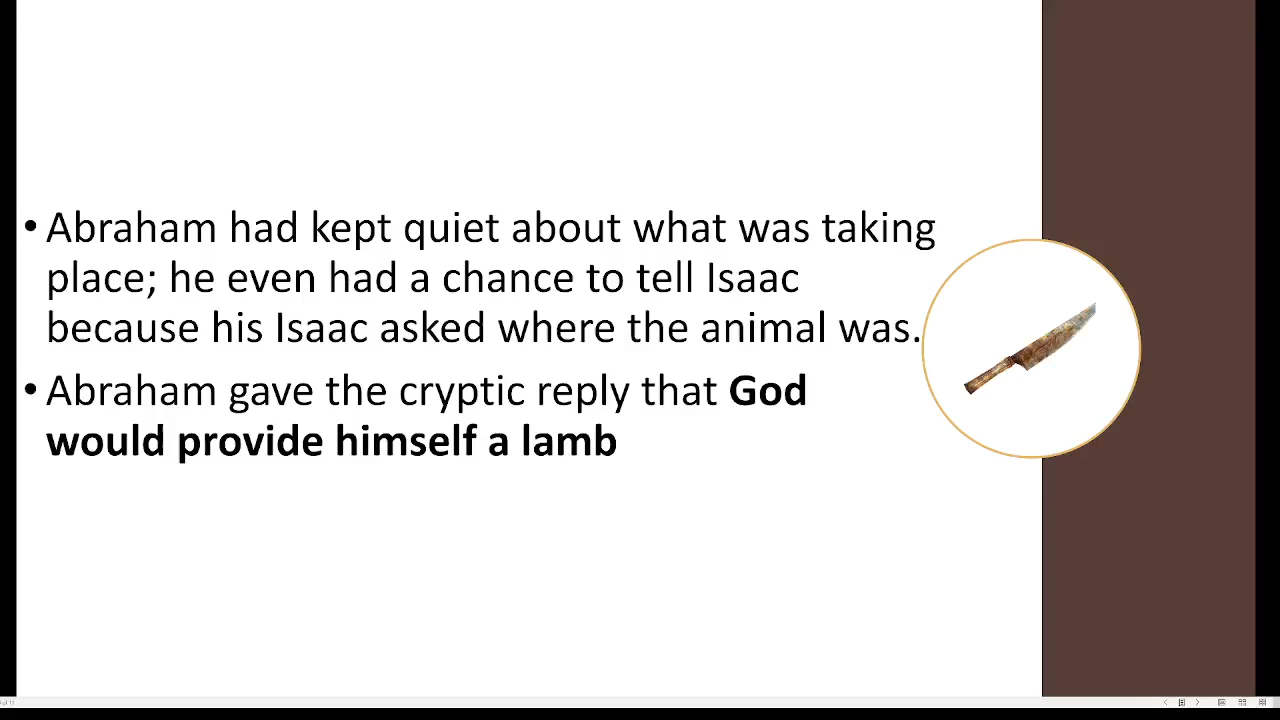 • Abraham had kept quiet about what was taking
place; he even had a chance to tell Isaac
because his Isaac asked where the animal was.
• Abraham gave the cryptic reply that God
would provide himself a lamb